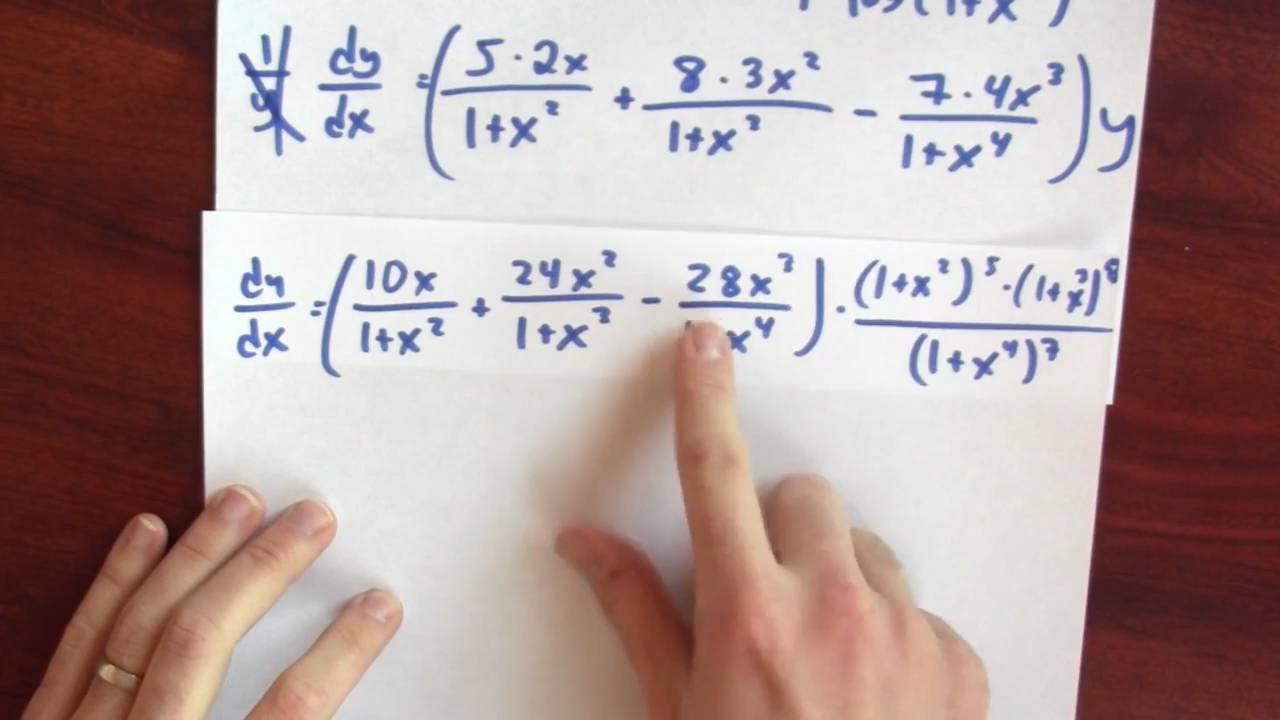 log(1+x
1/y dy/dx = (5·2x/1+x² + 8·3x²/1+x³ - 7·4x³/1+x⁴) y
dy/dx = (10x/1+x² + 24x²/1+x³ - 28x³/x⁴) · (1+x²)⁵·(1+x³)⁸/(1+x⁴)⁷